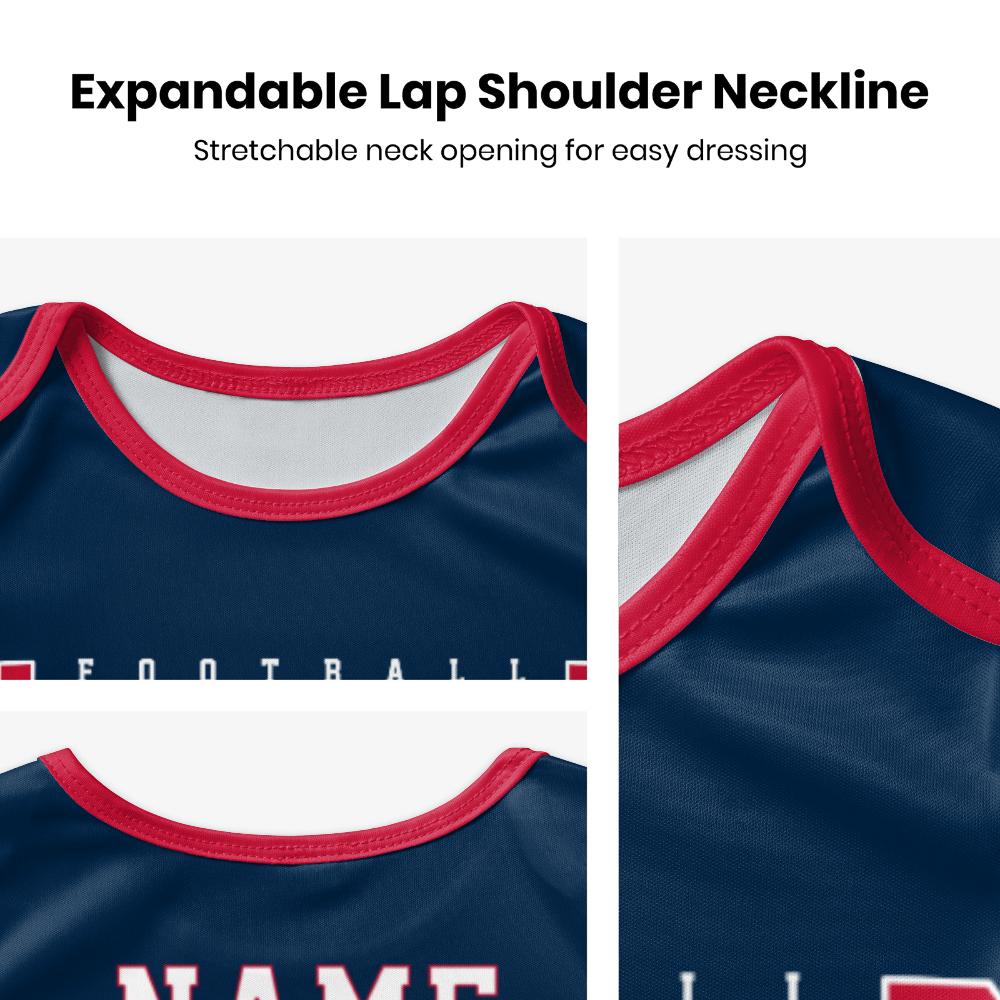 Expandable Lap Shoulder Neckline
Stretchable neck opening for easy dressing
FOOTBALL
NAME
L L